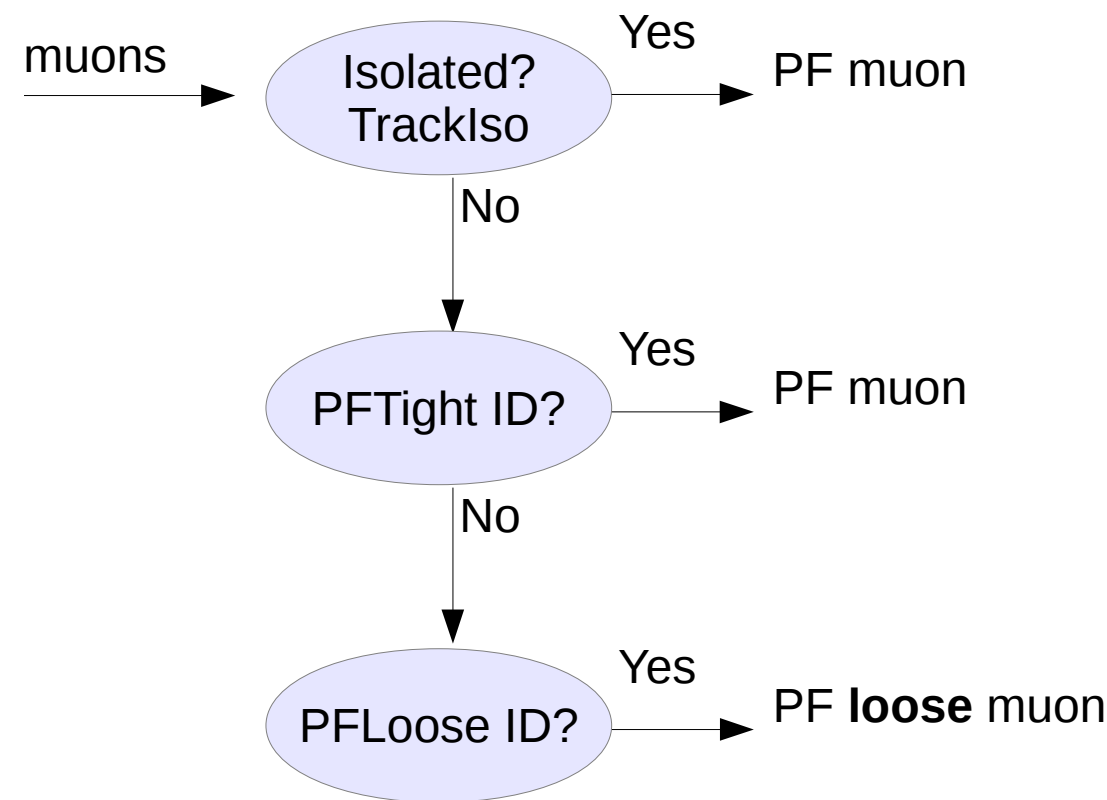 muons
Isolated?
TrackIso
Yes
PF muon
No
PFTight ID?
Yes
PF muon
No
PFLoose ID?
Yes
PF loose muon